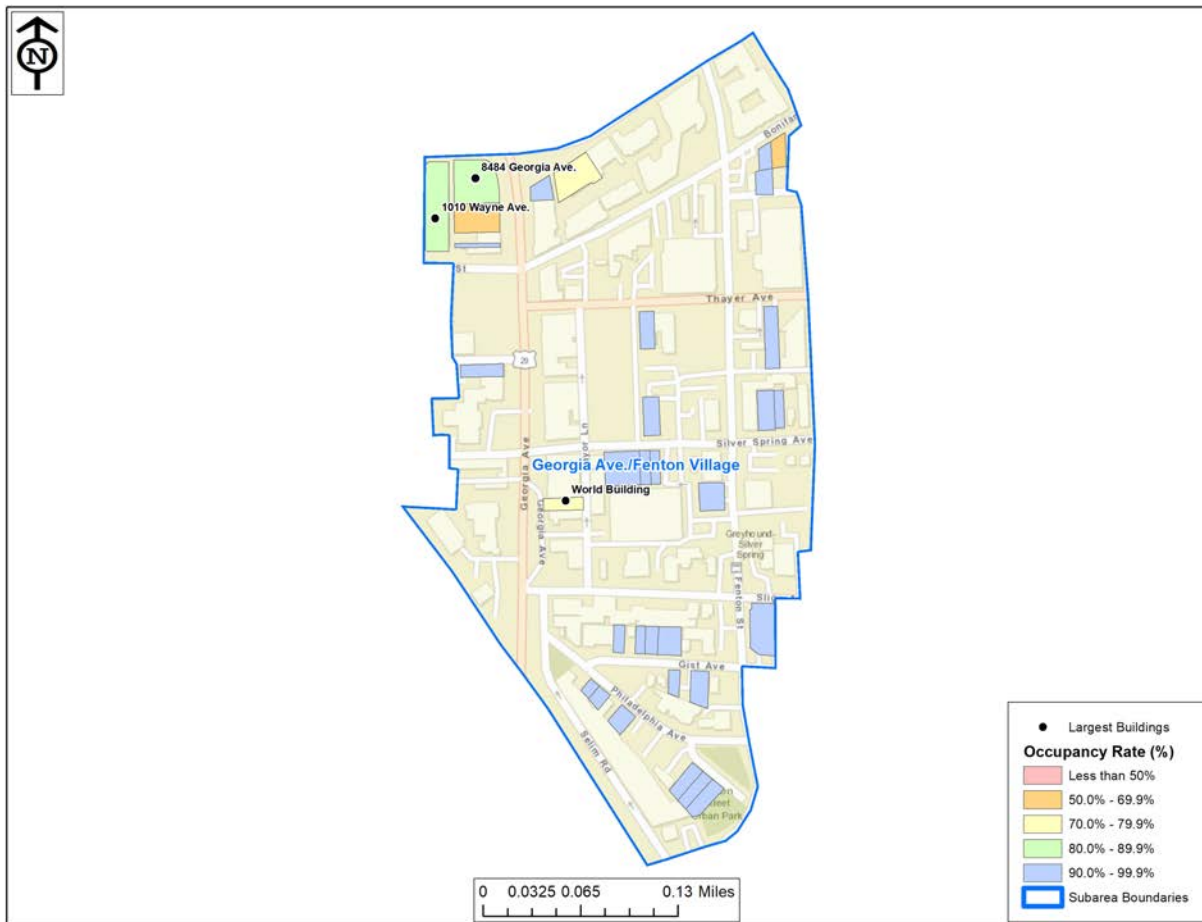 N
Bonifan
8484 Georgia Ave.
1010 Wayne Ave.
St
Thayer Ave
29
Georgia Ave
yor Ln
Silver Spring Ave
Georgia Ave./Fenton Village
World Building
Georgia Ave
Greyhound-
Silver
Spring
Fenton St
Gist Ave
Philadelphia Ave
Selim Rd
Urban Park
Largest Buildings
Occupancy Rate (%)
Less than 50%
50.0% - 69.9%
70.0% - 79.9%
80.0% - 89.9%
90.0% - 99.9%
Subarea Boundaries
0 0.0325 0.065 0.13 Miles